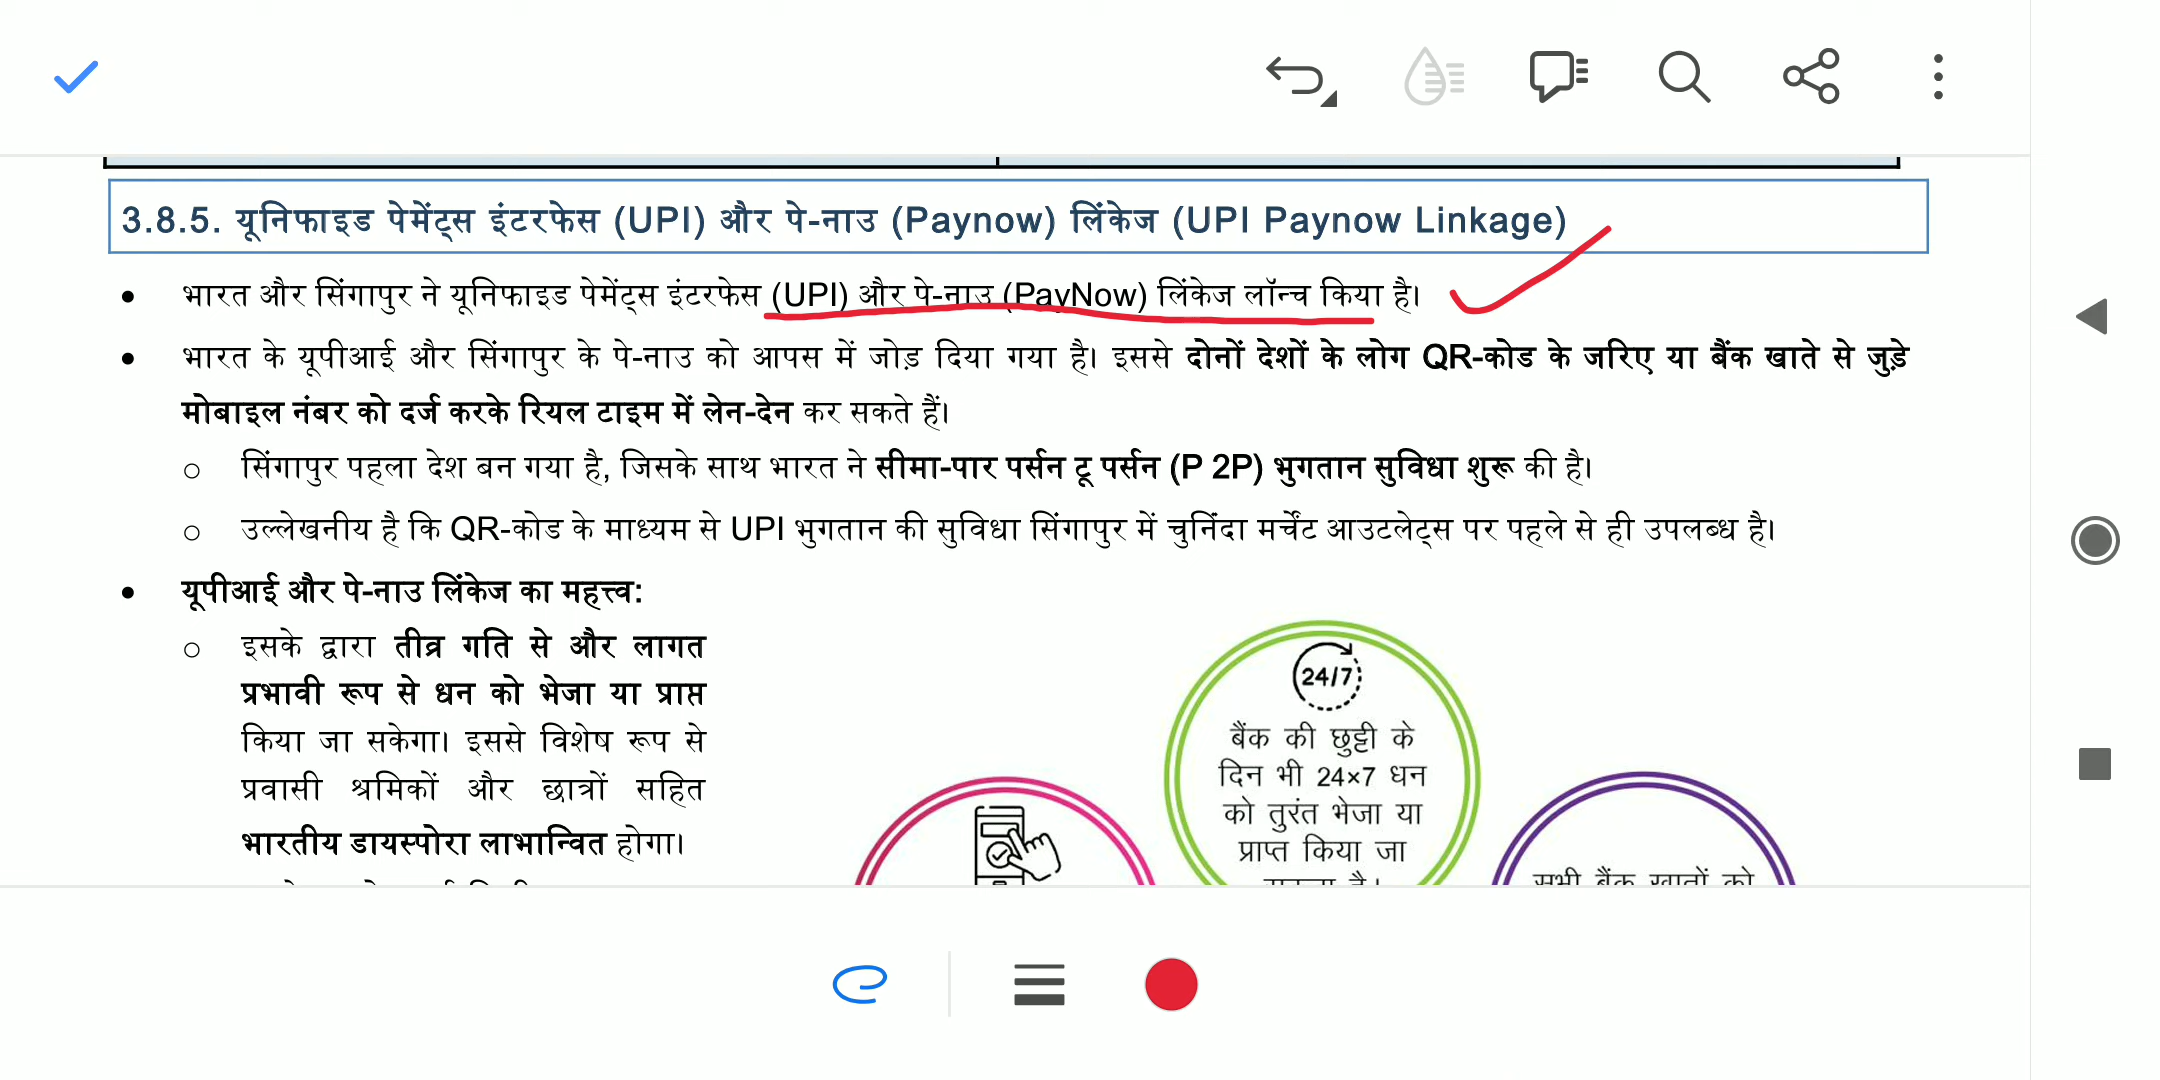 3.8.5. यूनिफाइड पेमेंट्स इंटरफेस (UPI) और पे-नाउ (Paynow) लिंकेज (UPI Paynow Linkage)
• भारत और सिंगापुर ने यूनिफाइड पेमेंट्स इंटरफेस (UPI) और पे-नाउ (PayNow) लिंकेज लॉन्च किया है।
• भारत के यूपीआई और सिंगापुर के पे-नाउ को आपस में जोड़ दिया गया है। इससे दोनों देशों के लोग QR-कोड के जरिए या बैंक खाते से जुड़े
मोबाइल नंबर को दर्ज करके रियल टाइम में लेन-देन कर सकते हैं।
○ सिंगापुर पहला देश बन गया है, जिसके साथ भारत ने सीमा-पार पर्सन टू पर्सन (P 2P) भुगतान सुविधा शुरू की है।
○ उल्लेखनीय है कि QR-कोड के माध्यम से UPI भुगतान की सुविधा सिंगापुर में चुनिंदा मर्चेंट आउटलेट्स पर पहले से ही उपलब्ध है।
• यूपीआई और पे-नाउ लिंकेज का महत्त्व:
○ इसके द्वारा तीव्र गति से और लागत
प्रभावी रूप से धन को भेजा या प्राप्त
किया जा सकेगा। इससे विशेष रूप से
प्रवासी श्रमिकों और छात्रों सहित
भारतीय डायस्पोरा लाभान्वित होगा।
24/7
बैंक की छुट्टी के
दिन भी 24×7 धन
को तुरंत भेजा या
प्राप्त किया जा
सभी बैंक खातों को